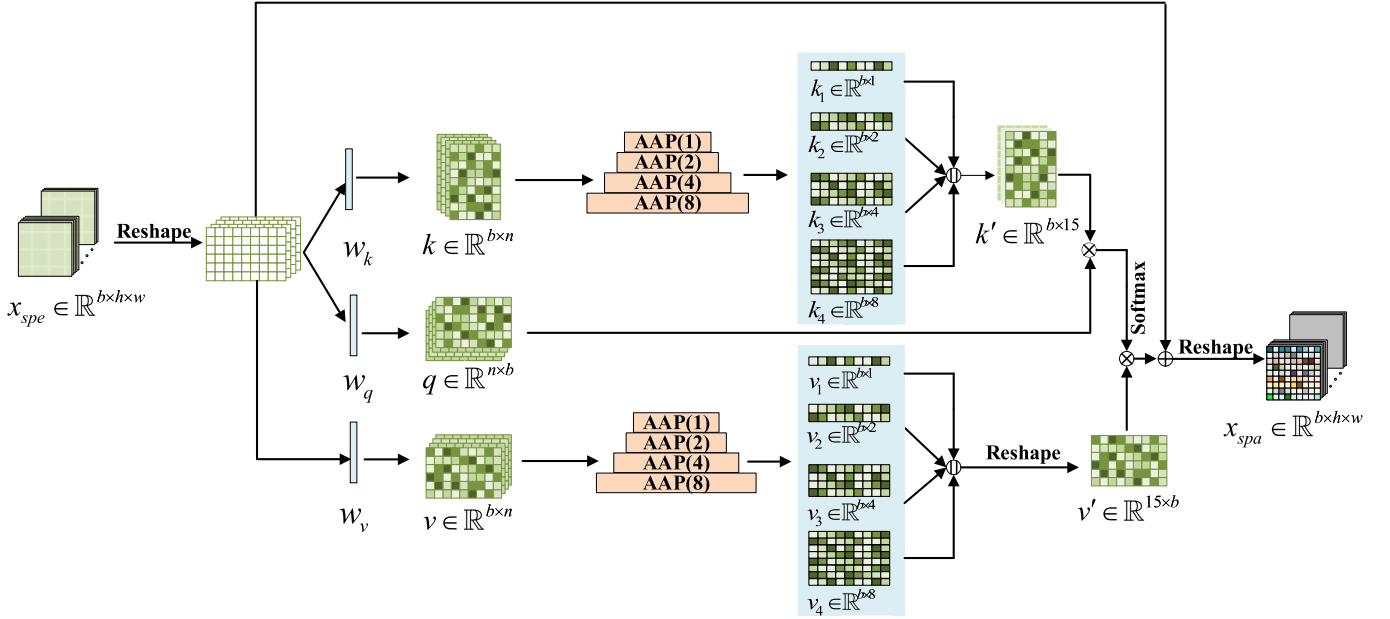 x_spe ∈ ℝ^{b×h×w}
Reshape
w_k
k ∈ ℝ^{b×n}
AAP(1)
AAP(2)
AAP(4)
AAP(8)
k_1 ∈ ℝ^{b×1}
k_2 ∈ ℝ^{b×2}
k_3 ∈ ℝ^{b×4}
k_4 ∈ ℝ^{b×8}
k′ ∈ ℝ^{b×15}
w_q
q ∈ ℝ^{n×b}
w_v
v ∈ ℝ^{b×n}
AAP(1)
AAP(2)
AAP(4)
AAP(8)
v_1 ∈ ℝ^{b×1}
v_2 ∈ ℝ^{b×2}
v_3 ∈ ℝ^{b×4}
v_4 ∈ ℝ^{b×8}
Reshape
v′ ∈ ℝ^{15×b}
Softmax
Reshape
x_spa ∈ ℝ^{b×h×w}